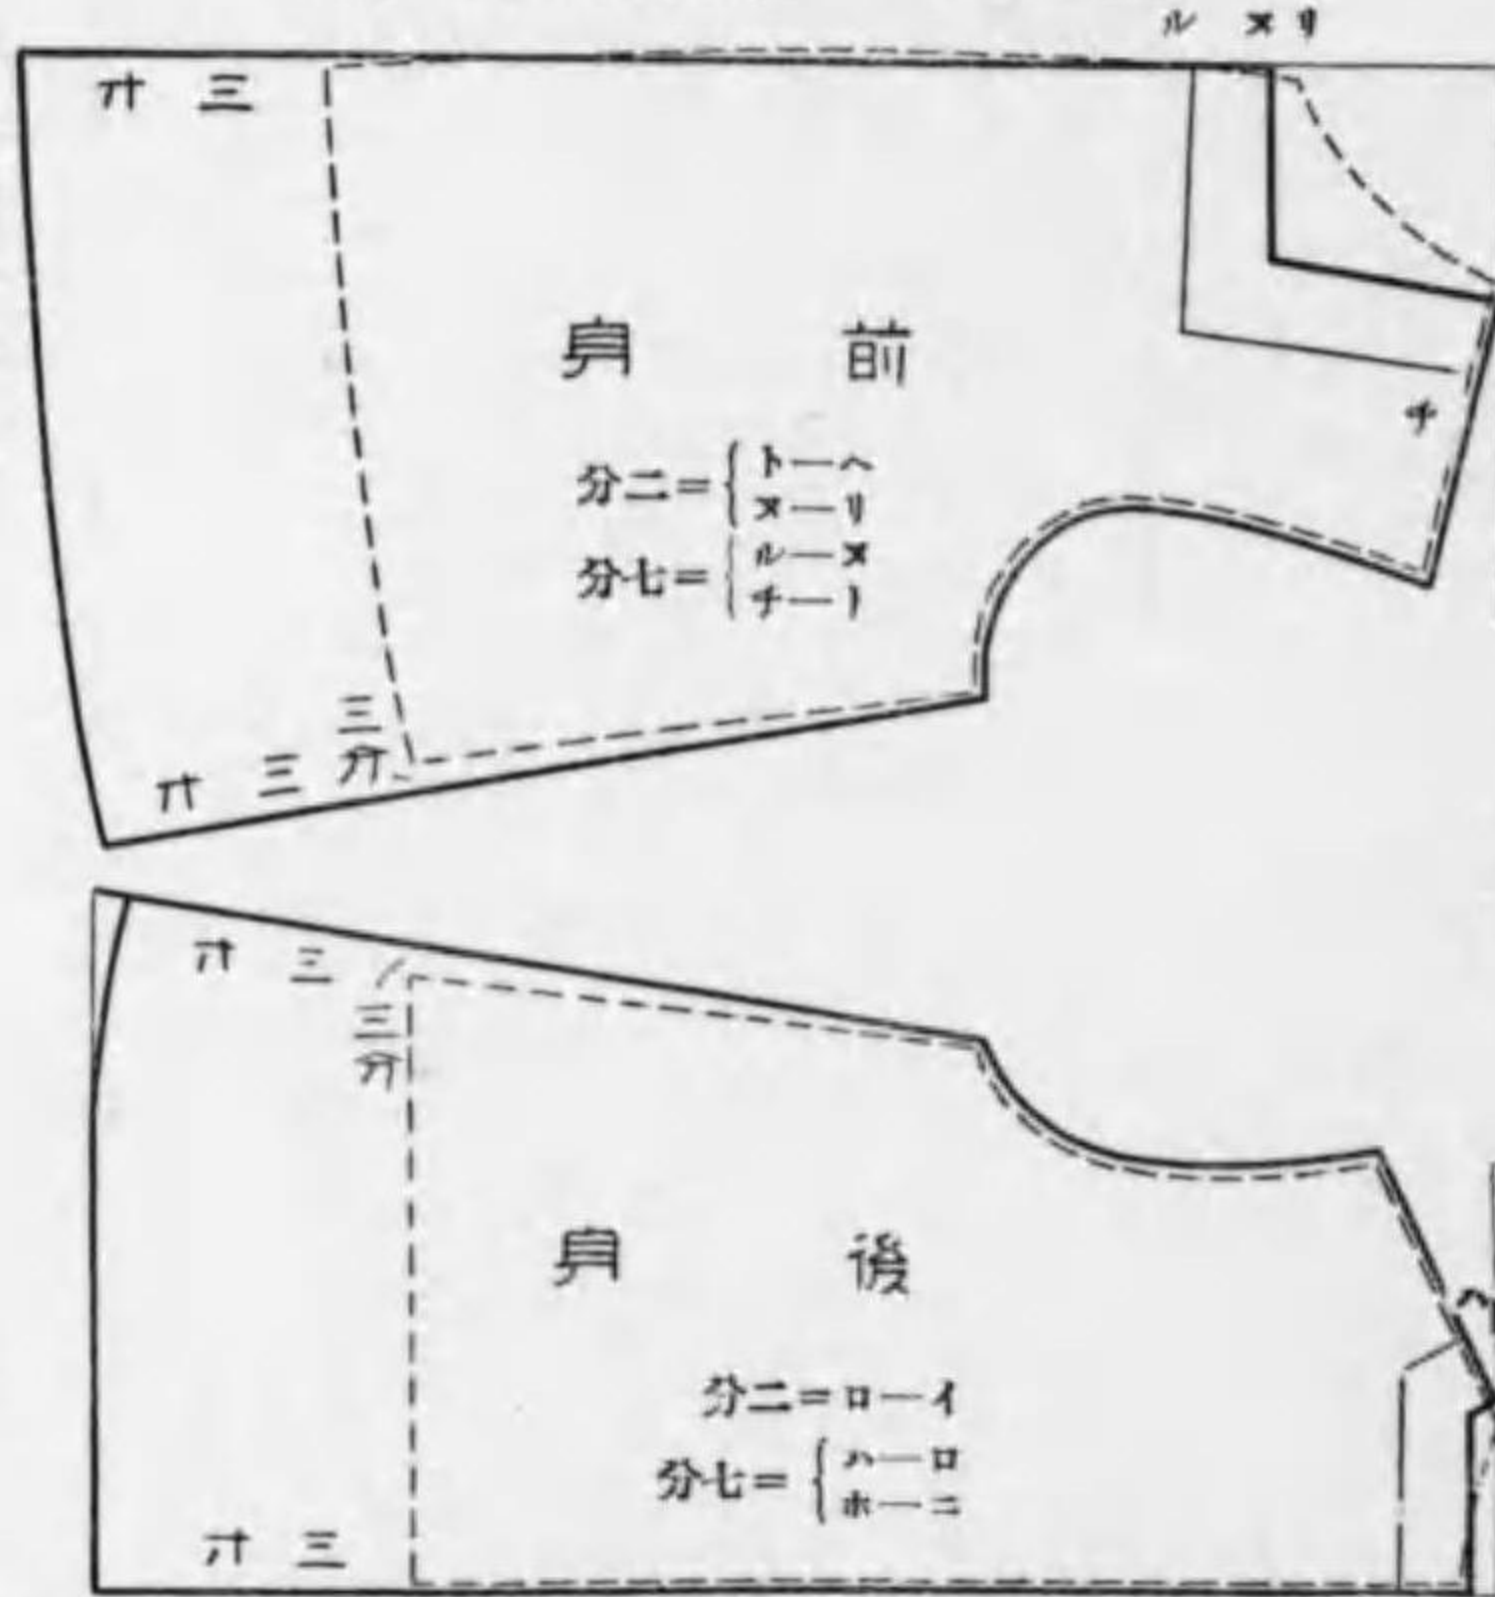 リヌル
三寸
前身
チ
ヘ―ト
リ―ヌ
=二分
ヌ―ル
ト―チ
=七分
三分
三寸
三寸
三分
後身
ヘ
イ―ロ=二分
ロ―ハ
ニ―ホ
=七分
三寸